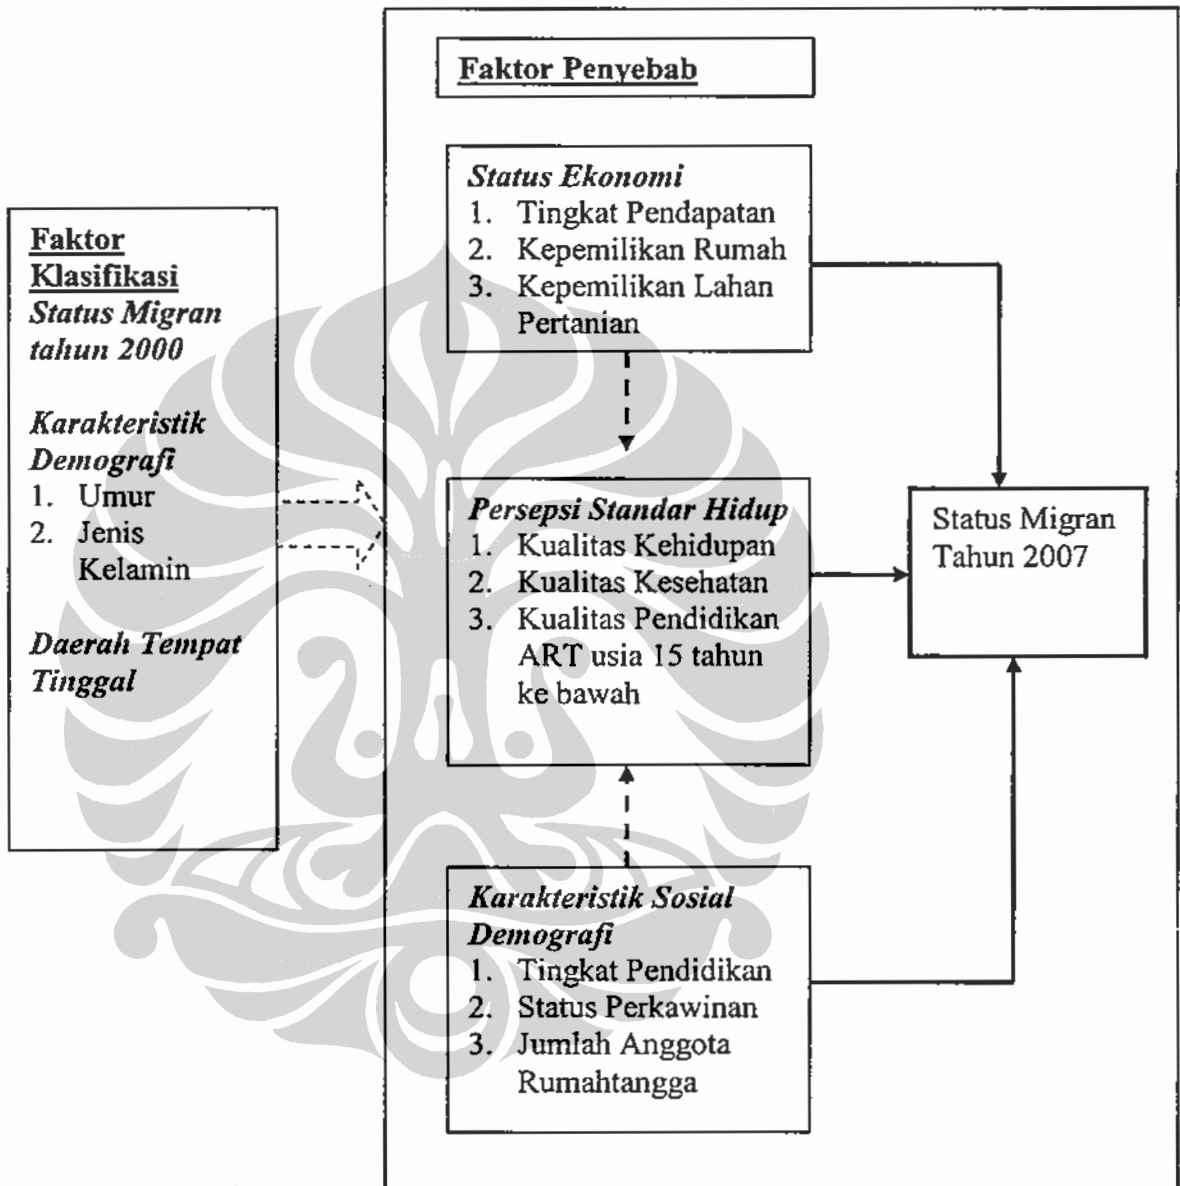 Faktor Penyebab
Faktor
Klasifikasi
Status Migran
tahun 2000
Karakteristik
Demografi
1. Umur
2. Jenis
Kelamin
Daerah Tempat
Tinggal
Status Ekonomi
1. Tingkat Pendapatan
2. Kepemilikan Rumah
3. Kepemilikan Lahan
Pertanian
Persepsi Standar Hidup
1. Kualitas Kehidupan
2. Kualitas Kesehatan
3. Kualitas Pendidikan
ART usia 15 tahun
ke bawah
Karakteristik Sosial
Demografi
1. Tingkat Pendidikan
2. Status Perkawinan
3. Jumlah Anggota
Rumahtangga
Status Migran
Tahun 2007